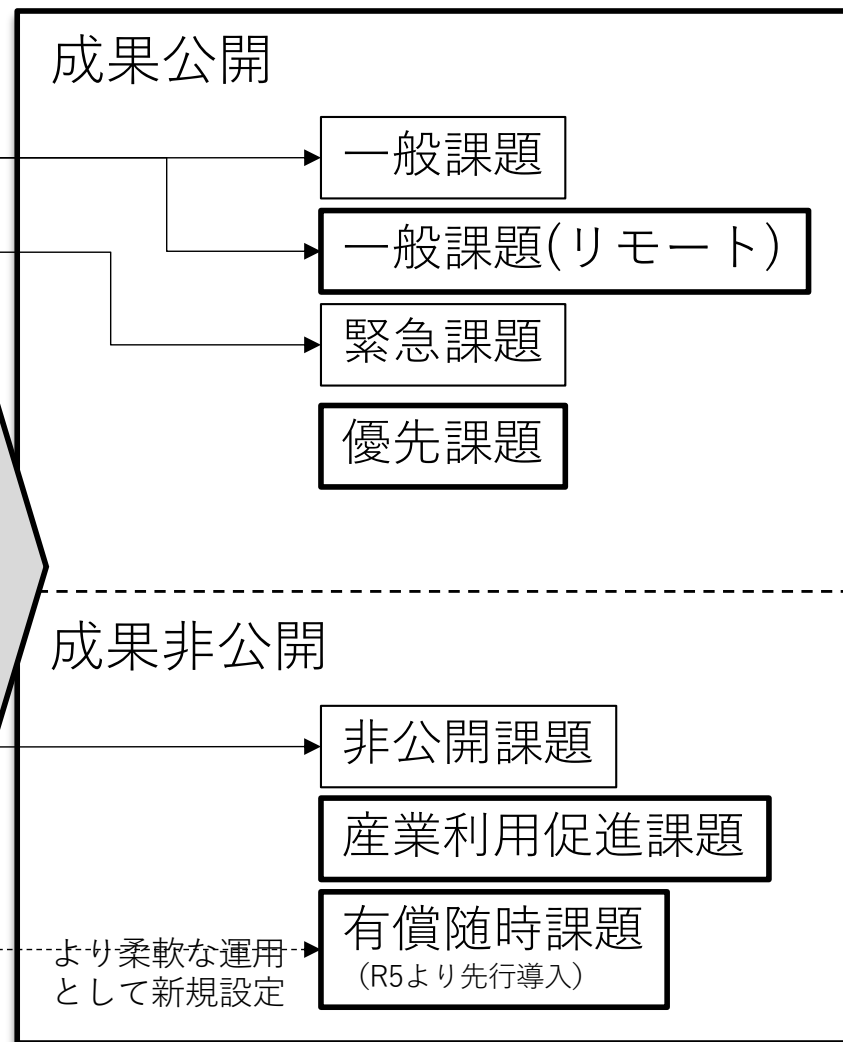 成果公開
一般課題
一般課題(リモート)
緊急課題
優先課題
成果非公開
非公開課題
産業利用促進課題
有償随時課題
(R5より先行導入)
より柔軟な運用
として新規設定